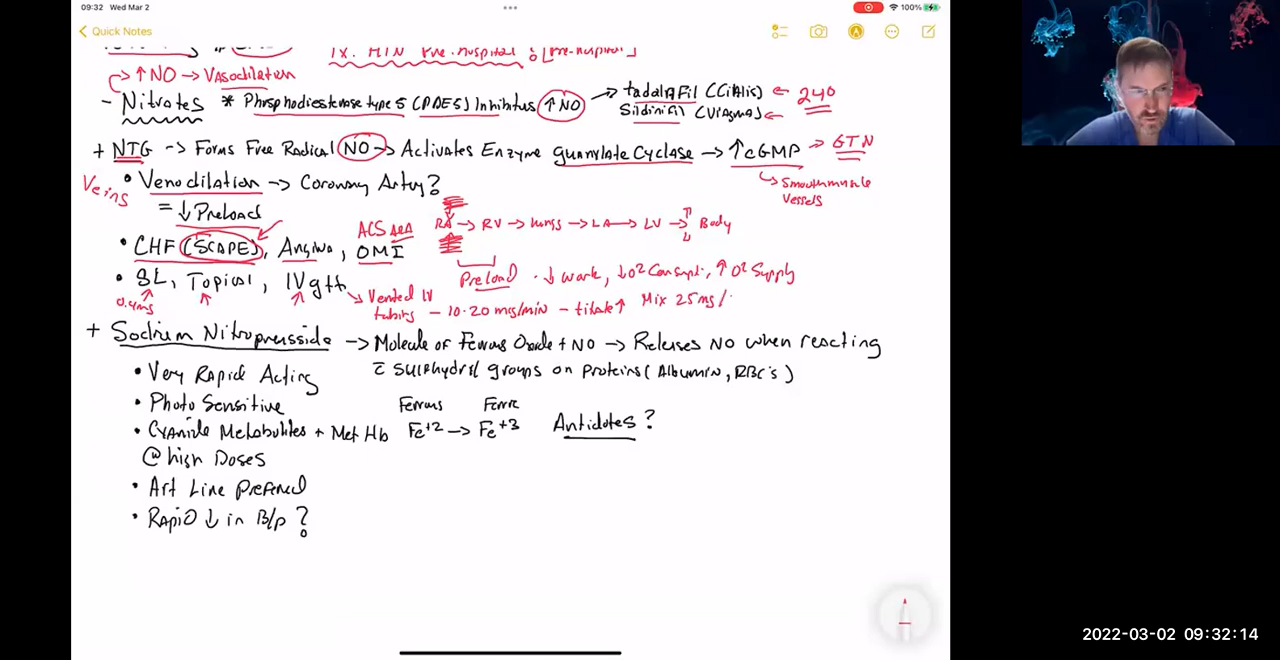 09:32 Wed Mar 2
100%
Quick Notes
Tx. HTN Pre-Hospital
→ ↑ NO → Vasodilation
- Nitrates * Phosphodiesterase type 5 (PDE5) Inhibitors ↑NO → tadalafil (Cialis) ← 24°
Sildinifil (Viagra) ←
+ NTG → Forms Free Radical NO → Activates Enzyme guanylate Cyclase → ↑cGMP → GTN
Smooth muscle
Vessels
Veins • Venodilation → Coronary Artery?
= ↓ Preload
ACS
RA → RV → lungs → LA → LV → Body
• CHF (SCAPE), Angina, OMI
Preload · ↓ work, ↓O2 Consupt., ↑ O2 Supply
• SL, Topical, IV gtt
0.4mg
Vented IV
tubing – 10-20 mcg/min – titrate↑ Mix 25mg/
+ Sodium Nitroprusside → Molecule of Ferrous Oxide + NO → Releases NO when reacting
c̄ sulphydril groups on Proteins (Albumin, RBC's)
• Very Rapid Acting
• Photo Sensitive
Ferrous Ferric
• Cyanide Metabolites + Met Hb Fe+2 → Fe+3 Antidotes?
@ high Doses
• Art Line Preferred
• Rapid ↓ in B/P ?
2022-03-02 09:32:14